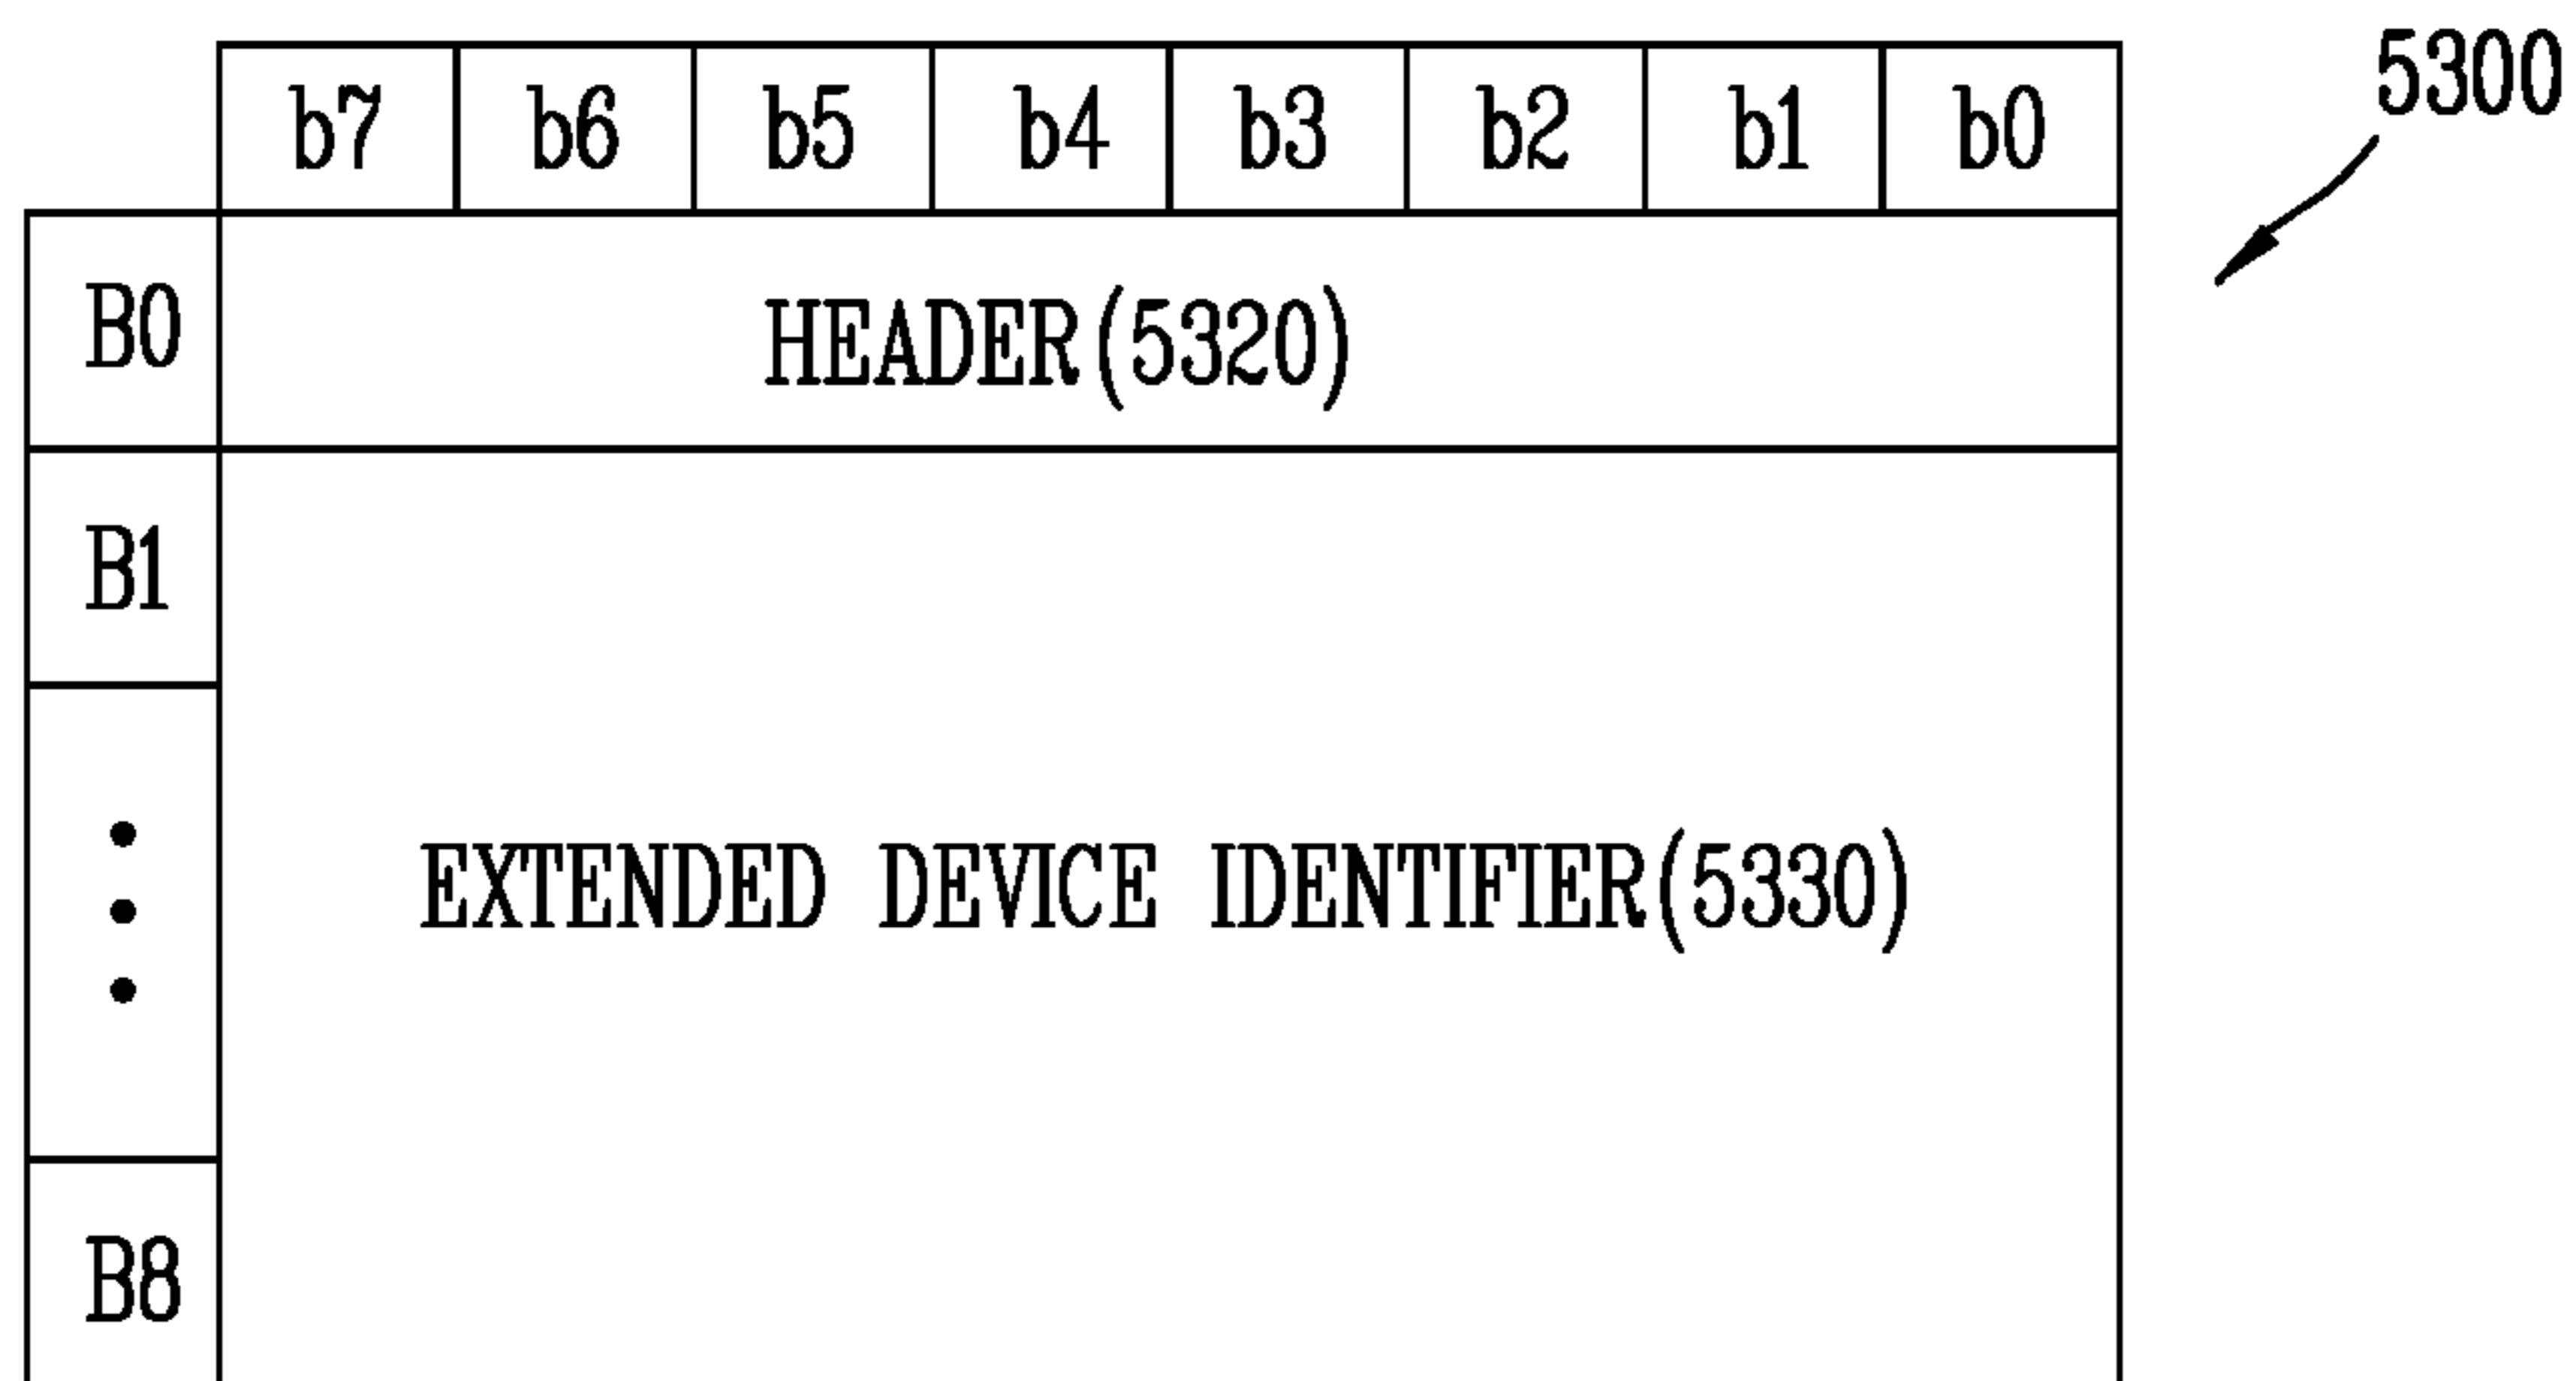 b7 b6 b5 b4 b3 b2 b1 b0
5300
B0 HEADER(5320)
B1
EXTENDED DEVICE IDENTIFIER(5330)
B8